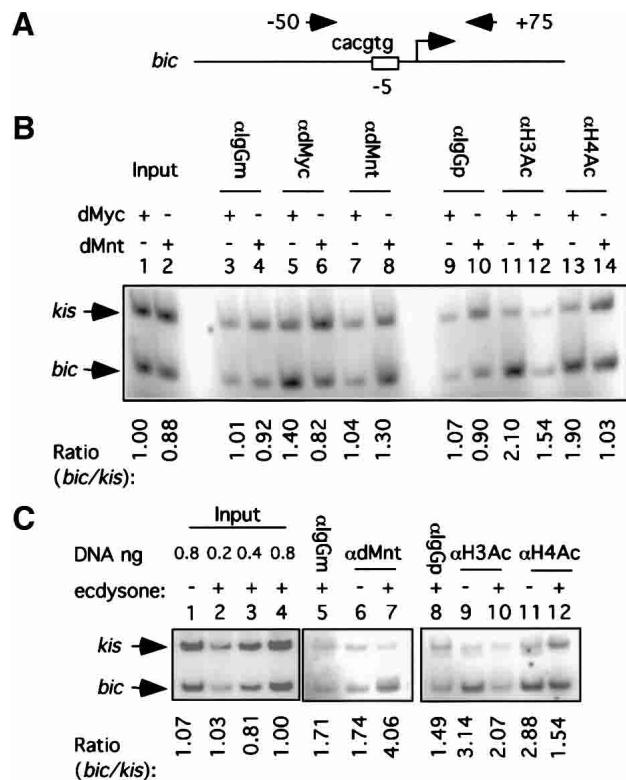 A
-50 +75
cacgtg
bic
-5
B
Input αIgGm αdMyc αdMnt αIgGp αH3Ac αH4Ac
dMyc + - + - + - + - + - + - + -
dMnt - + - + - + - + - + - + - +
1 2 3 4 5 6 7 8 9 10 11 12 13 14
kis
bic
Ratio (bic/kis): 1.00 0.88 1.01 0.92 1.40 0.82 1.04 1.30 1.07 0.90 2.10 1.54 1.90 1.03
C
Input αIgGm αdMnt αIgGp αH3Ac αH4Ac
DNA ng 0.8 0.2 0.4 0.8
ecdysone: - + + + + - + + - + - +
1 2 3 4 5 6 7 8 9 10 11 12
kis
bic
Ratio (bic/kis): 1.07 1.03 0.81 1.00 1.71 1.74 4.06 1.49 3.14 2.07 2.88 1.54